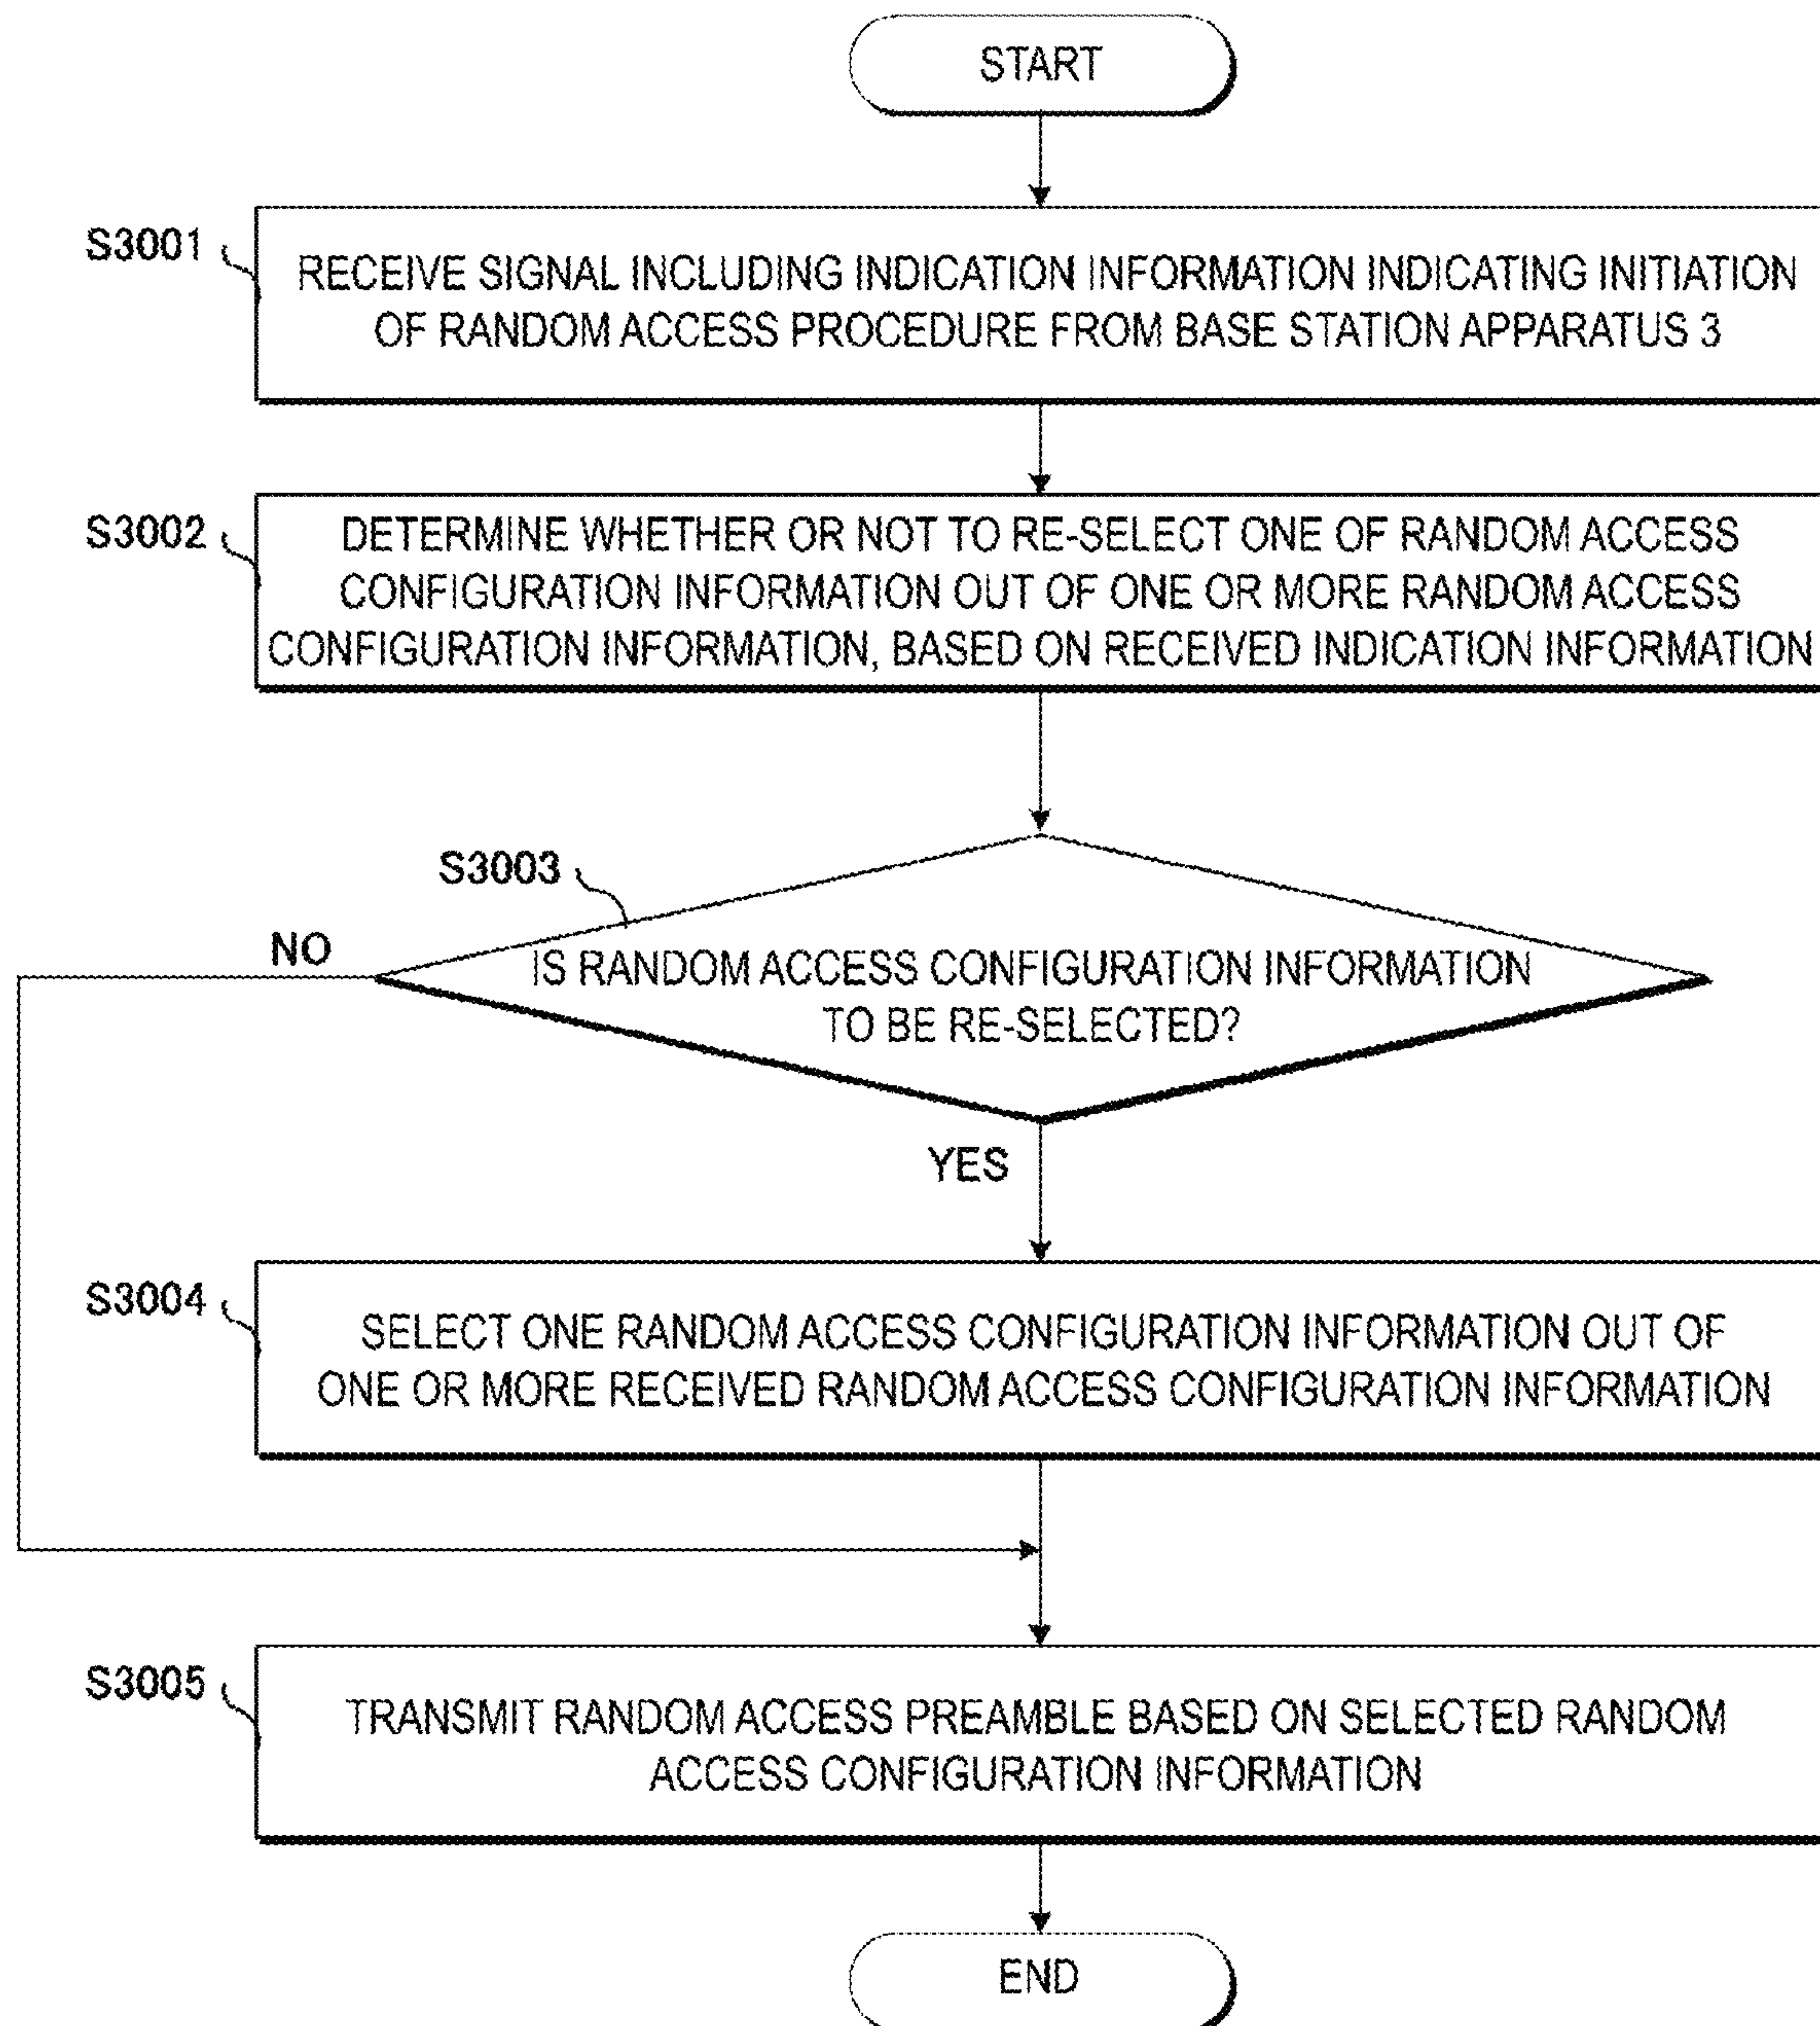 START
S3001
RECEIVE SIGNAL INCLUDING INDICATION INFORMATION INDICATING INITIATION
OF RANDOM ACCESS PROCEDURE FROM BASE STATION APPARATUS 3
S3002
DETERMINE WHETHER OR NOT TO RE-SELECT ONE OF RANDOM ACCESS
CONFIGURATION INFORMATION OUT OF ONE OR MORE RANDOM ACCESS
CONFIGURATION INFORMATION, BASED ON RECEIVED INDICATION INFORMATION
S3003
NO
IS RANDOM ACCESS CONFIGURATION INFORMATION
TO BE RE-SELECTED?
YES
S3004
SELECT ONE RANDOM ACCESS CONFIGURATION INFORMATION OUT OF
ONE OR MORE RECEIVED RANDOM ACCESS CONFIGURATION INFORMATION
S3005
TRANSMIT RANDOM ACCESS PREAMBLE BASED ON SELECTED RANDOM
ACCESS CONFIGURATION INFORMATION
END